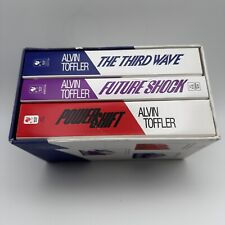 ALVIN
TOFFLER
THE THIRD WAVE
ALVIN
TOFFLER
FUTURE SHOCK
POWERSHIFT
ALVIN
TOFFLER